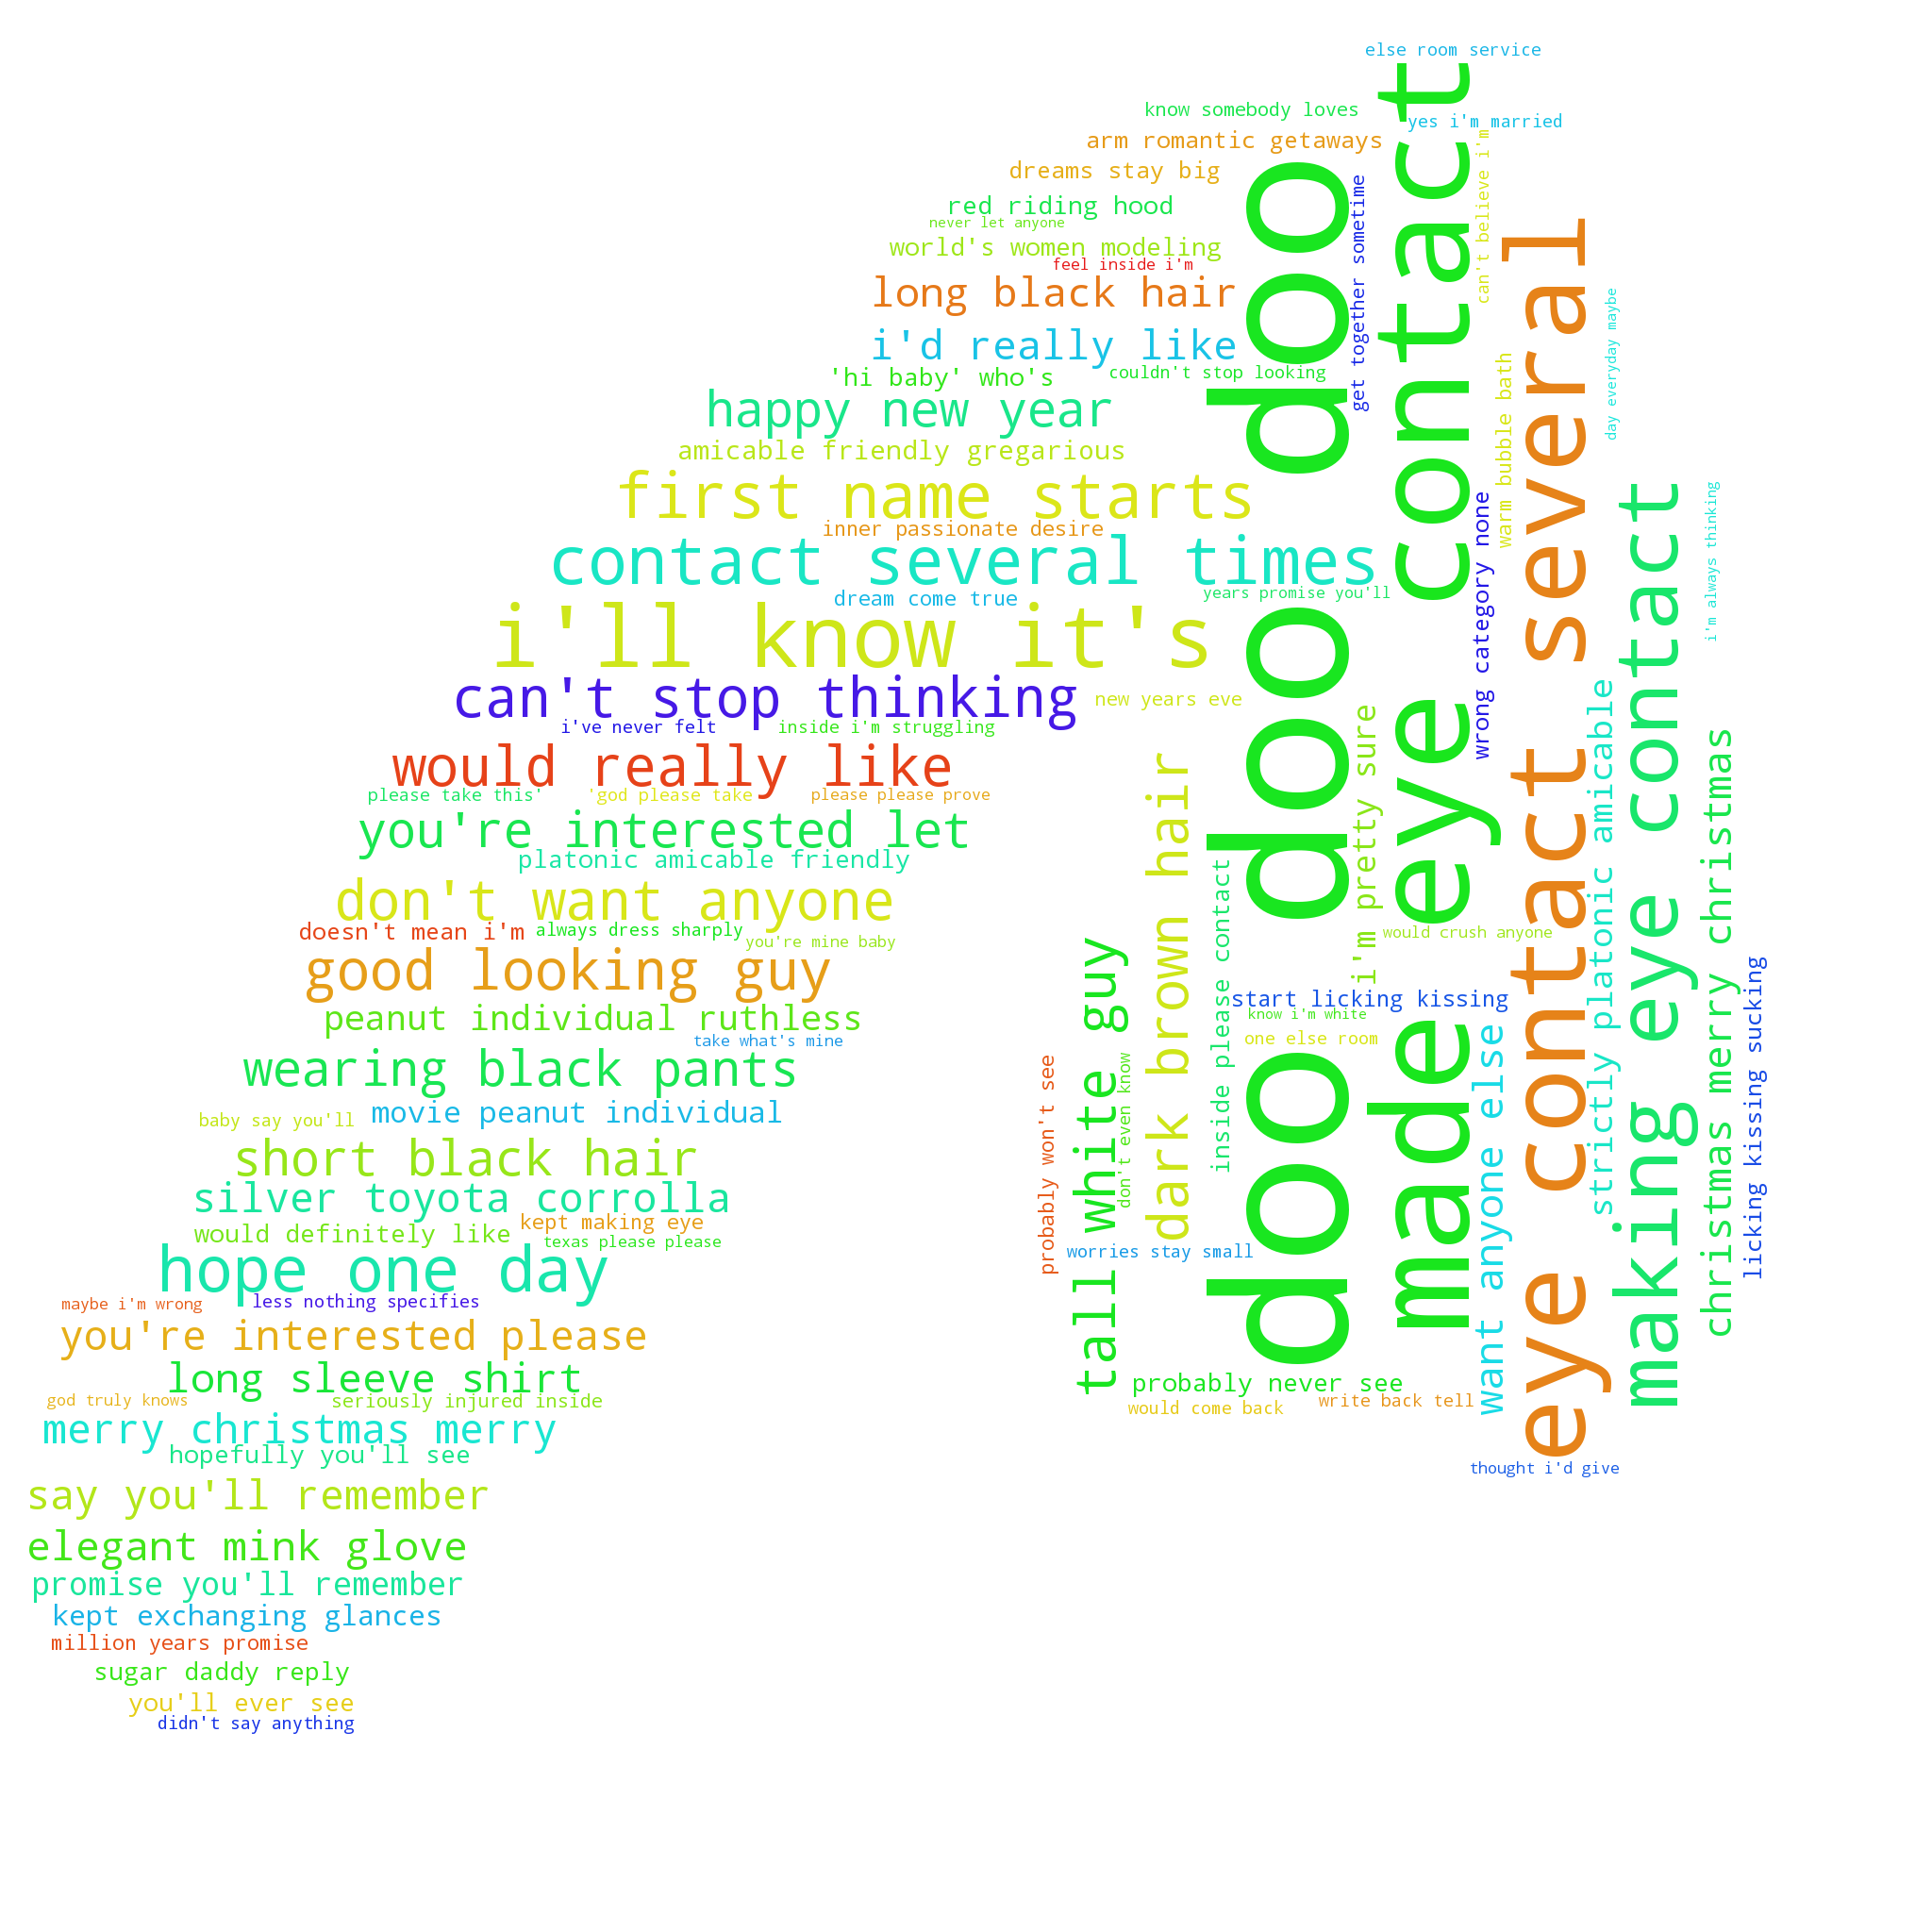 else room service
know somebody loves
yes i'm married
arm romantic getaways
dreams stay big
red riding hood
never let anyone
world's women modeling
feel inside i'm
long black hair
i'd really like
'hi baby' who's
couldn't stop looking
happy new year
amicable friendly gregarious
first name starts
inner passionate desire
contact several times
dream come true
years promise you'll
i'll know it's
can't stop thinking
new years eve
i've never felt
inside i'm struggling
would really like
please take this'
'god please take
please please prove
you're interested let
platonic amicable friendly
don't want anyone
doesn't mean i'm
always dress sharply
you're mine baby
good looking guy
peanut individual ruthless
take what's mine
wearing black pants
baby say you'll
movie peanut individual
short black hair
silver toyota corrolla
would definitely like
kept making eye
texas please please
hope one day
maybe i'm wrong
less nothing specifies
you're interested please
long sleeve shirt
god truly knows
seriously injured inside
merry christmas merry
hopefully you'll see
say you'll remember
elegant mink glove
promise you'll remember
kept exchanging glances
million years promise
sugar daddy reply
you'll ever see
didn't say anything
probably won't see
tall white guy
don't even know
dark brown hair
inside please contact
doo doo doo
get together sometime
i'm pretty sure
made eye contact
can't believe i'm
warm bubble bath
wrong category none
want anyone else
eye contact several
day everyday maybe
strictly platonic amicable
making eye contact
i'm always thinking
christmas merry christmas
licking kissing sucking
would crush anyone
start licking kissing
know i'm white
one else room
worries stay small
probably never see
would come back
write back tell
thought i'd give